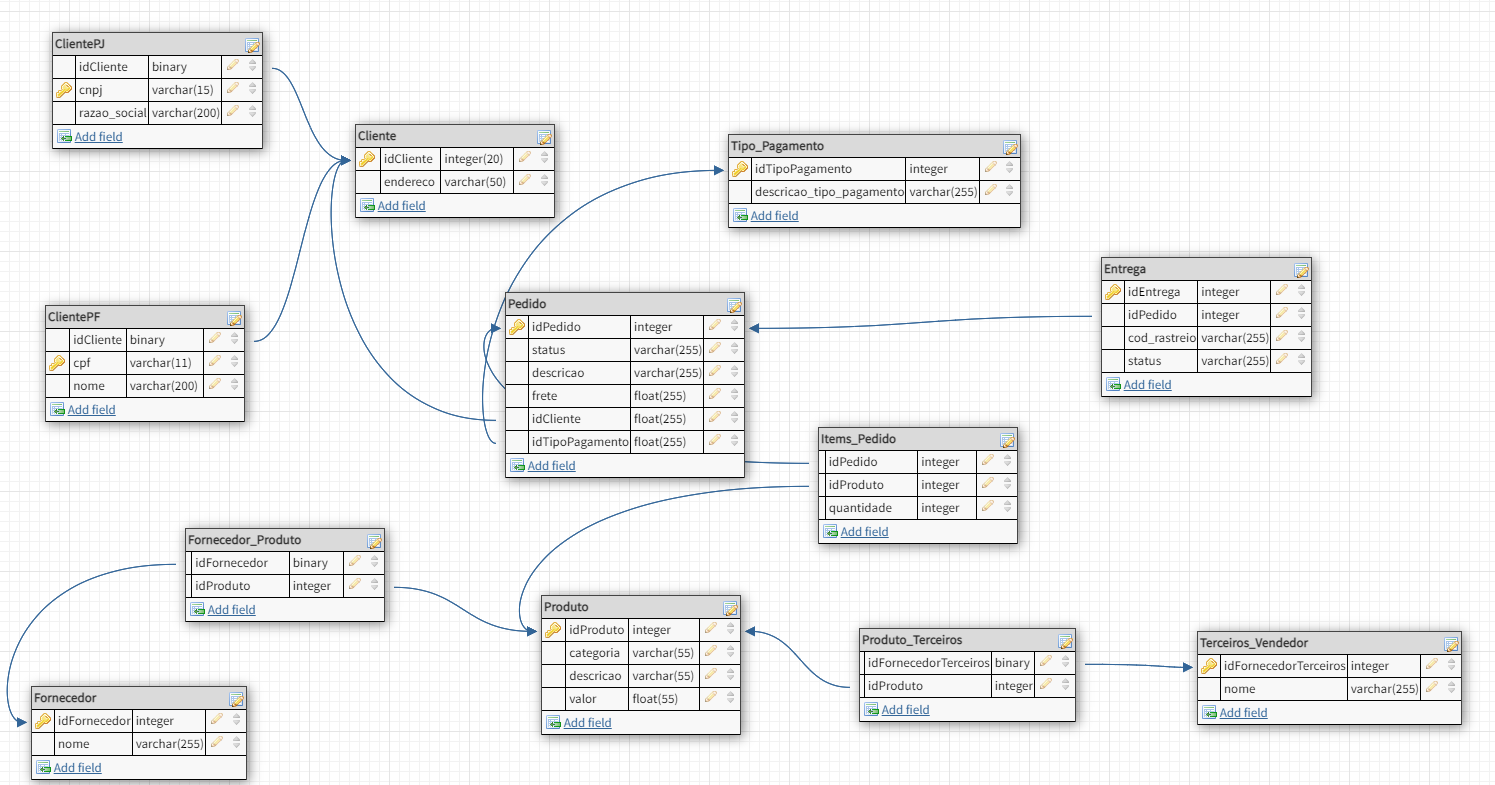 ClientePJ
idCliente binary
cnpj varchar(15)
razao_social varchar(200)
Add field
Cliente
idCliente integer(20)
endereco varchar(50)
Add field
Tipo_Pagamento
idTipoPagamento integer
descricao_tipo_pagamento varchar(255)
Add field
Entrega
idEntrega integer
idPedido integer
cod_rastreio varchar(255)
status varchar(255)
Add field
ClientePF
idCliente binary
cpf varchar(11)
nome varchar(200)
Add field
Pedido
idPedido integer
status varchar(255)
descricao varchar(255)
frete float(255)
idCliente float(255)
idTipoPagamento float(255)
Add field
Items_Pedido
idPedido integer
idProduto integer
quantidade integer
Add field
Fornecedor_Produto
idFornecedor binary
idProduto integer
Add field
Produto
idProduto integer
categoria varchar(55)
descricao varchar(55)
valor float(55)
Add field
Produto_Terceiros
idFornecedorTerceiros binary
idProduto integer
Add field
Terceiros_Vendedor
idFornecedorTerceiros integer
nome varchar(255)
Add field
Fornecedor
idFornecedor integer
nome varchar(255)
Add field